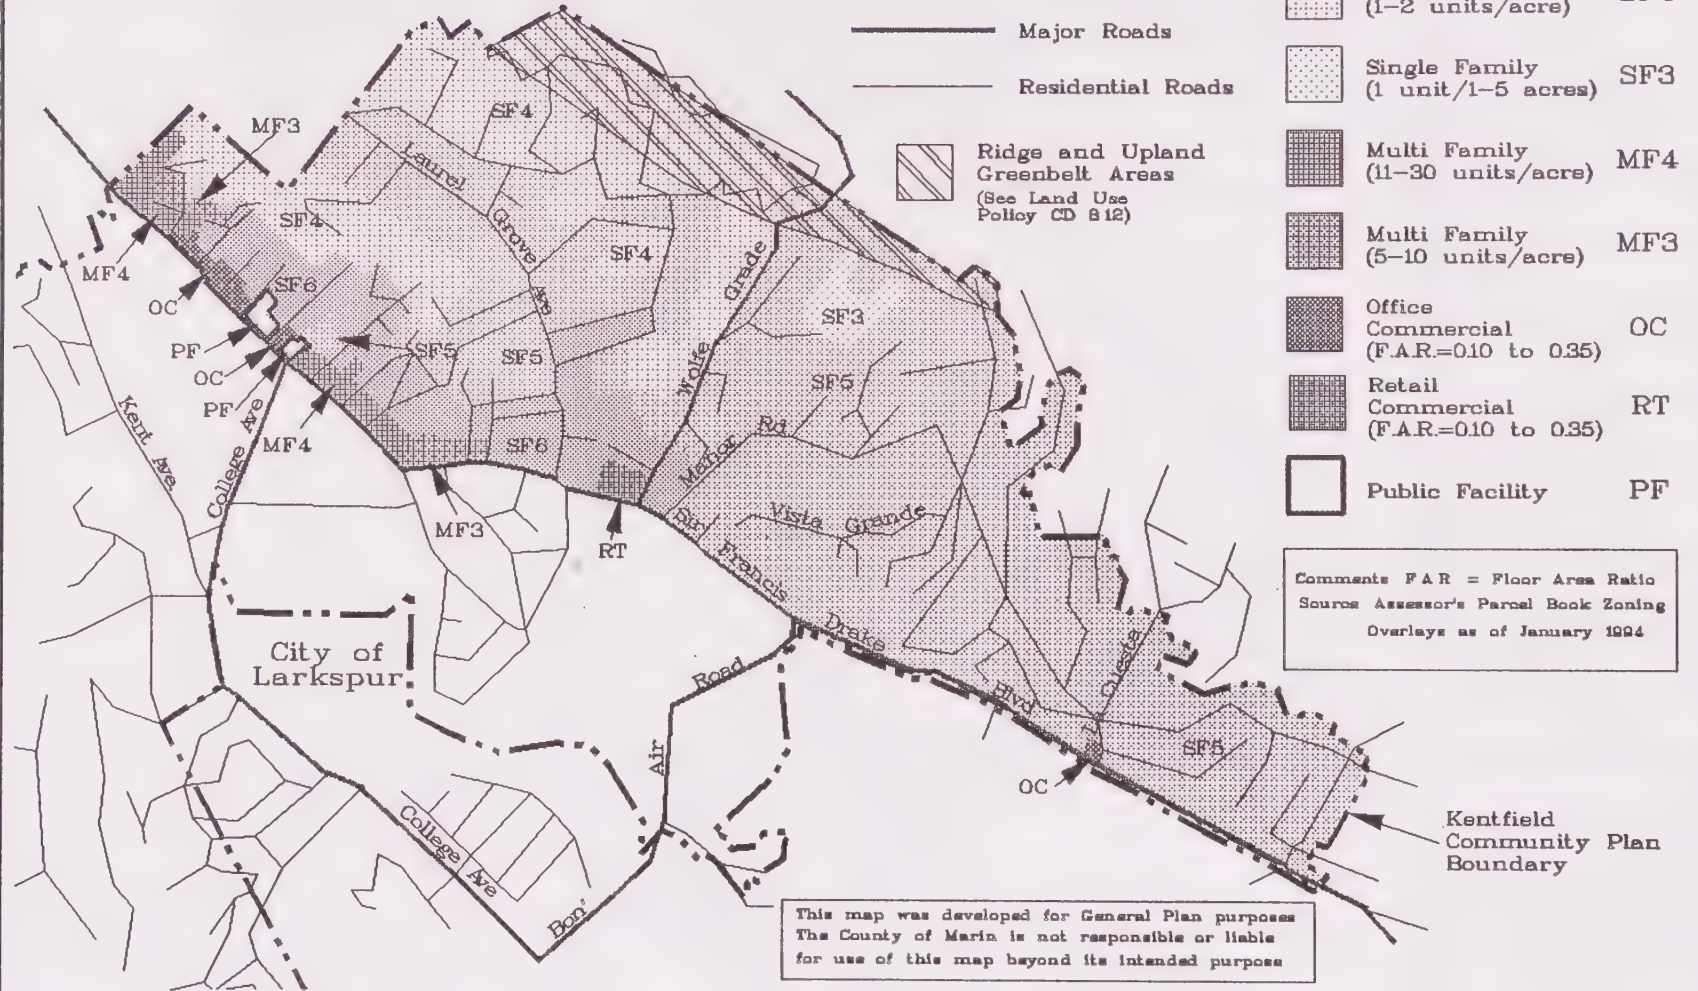 (1-2 units/acre)
Major Roads
Residential Roads
Ridge and Upland
Greenbelt Areas
(See Land Use
Policy CD 8 12)
Single Family
(1 unit/1-5 acres)
SF3
Multi Family
(11-30 units/acre)
MF4
Multi Family
(5-10 units/acre)
MF3
Office
Commercial
(F.A.R.=0.10 to 0.35)
OC
Retail
Commercial
(F.A.R.=0.10 to 0.35)
RT
Public Facility
PF
Comments F A R = Floor Area Ratio
Source Assessor's Parcel Book Zoning
Overlays as of January 1994
MF3
SF4
Laurel
Grove
Ave
SF4
SF4
MF4
OC
SF6
PF
OC
PF
MF4
SF5
SF5
SF6
MF3
RT
Wolfe
Grade
SF3
SF5
Manor Rd
Vista Grande
Sir
Francis
Drake
Blvd
Kent
Ave.
College Ave
City of
Larkspur
Road
Air
Bon'
College
Ave
La Cuesta
SF5
OC
Kentfield
Community Plan
Boundary
This map was developed for General Plan purposes
The County of Marin is not responsible or liable
for use of this map beyond its intended purpose